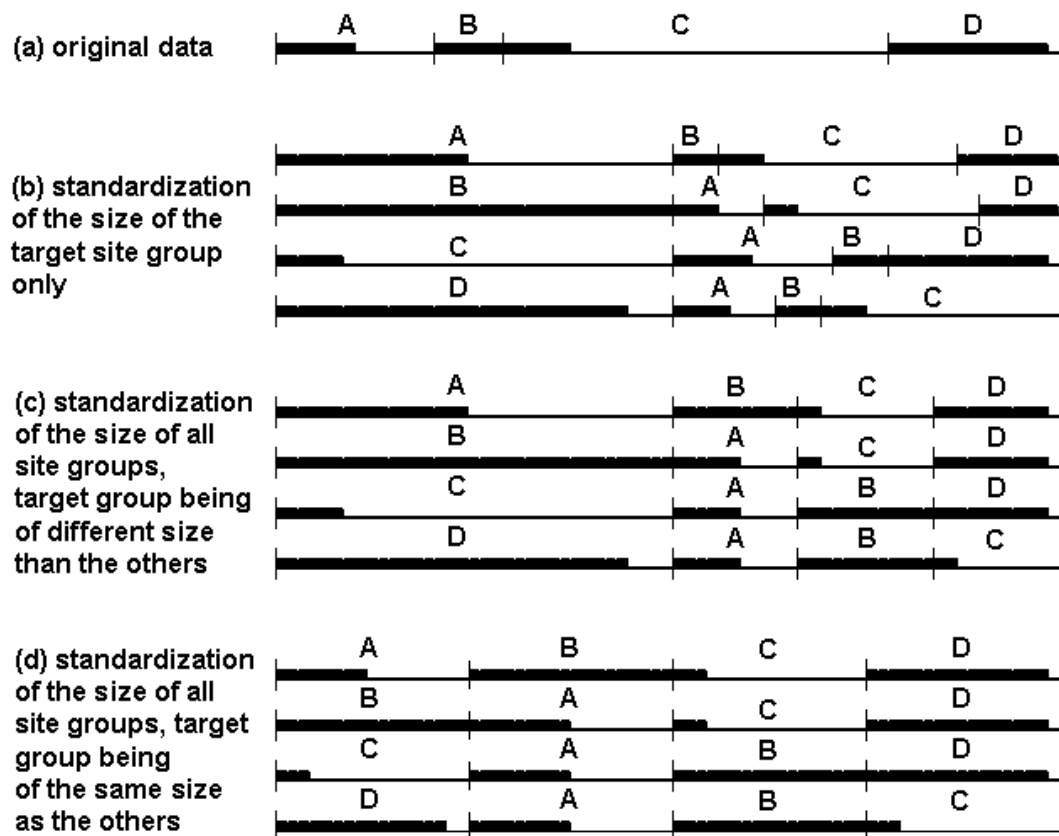 A B C D
(a) original data
A B C D
(b) standardization
of the size of the
target site group
only
B A C D
C A B D
D A B C
(c) standardization
of the size of all
site groups,
target group being
of different size
than the others
A B C D
B A C D
C A B D
D A B C
(d) standardization
of the size of all
site groups, target
group being
of the same size
as the others
A B C D
B A C D
C A B D
D A B C